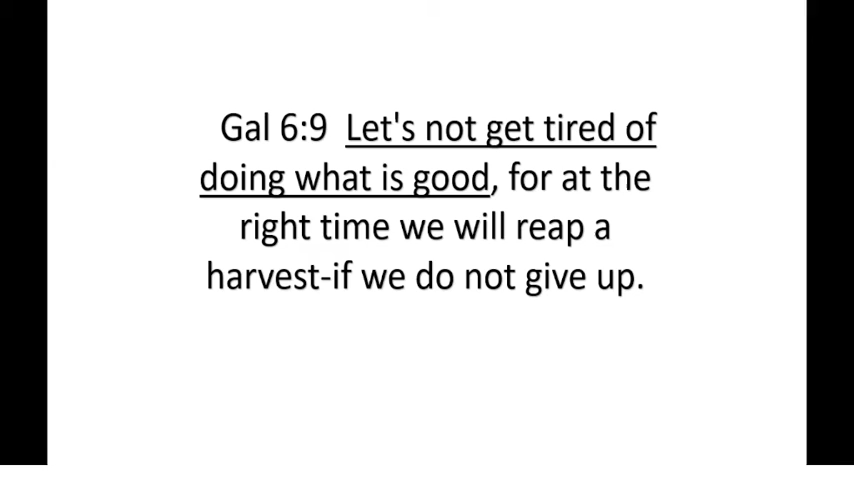 Gal 6:9 Let's not get tired of
doing what is good, for at the
right time we will reap a
harvest-if we do not give up.